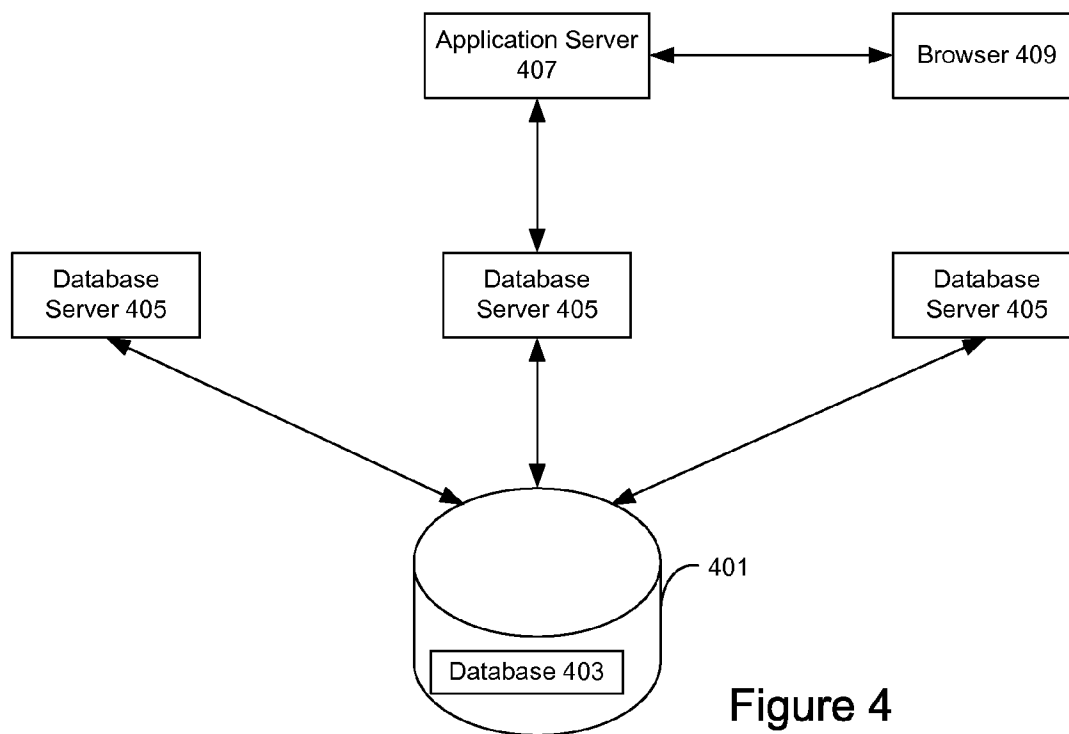 Application Server
407
Browser 409
Database
Server 405
Database
Server 405
Database
Server 405
401
Database 403
Figure 4